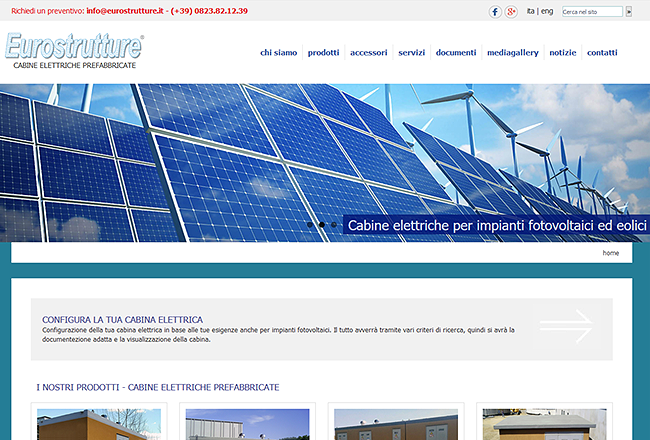 Richiedi un preventivo: info@eurostrutture.it - (+39) 0823.82.12.39
ita | eng
Cerca nel sito
Eurostrutture®
CABINE ELETTRICHE PREFABBRICATE
chi siamo prodotti accessori servizi documenti mediagallery notizie contatti
Cabine elettriche per impianti fotovoltaici ed eolici
home
CONFIGURA LA TUA CABINA ELETTRICA
Configurazione della tua cabina elettrica in base alle tue esigenze anche per impianti fotovoltaici. Il tutto avverrà tramite vari criteri di ricerca, quindi si avrà la
documentezione adatta e la visualizzazione della cabina.
I NOSTRI PRODOTTI - CABINE ELETTRICHE PREFABBRICATE